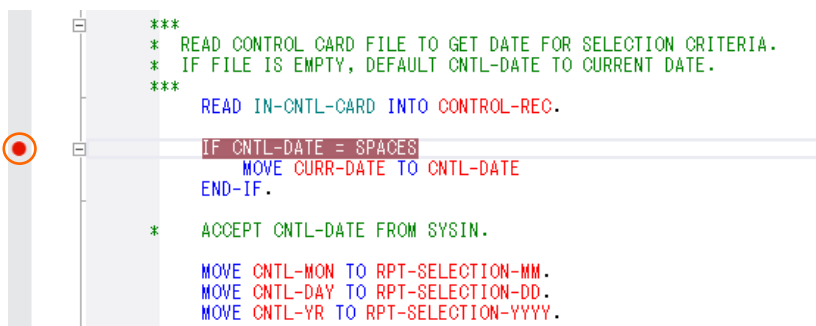 ***
* READ CONTROL CARD FILE TO GET DATE FOR SELECTION CRITERIA.
* IF FILE IS EMPTY, DEFAULT CNTL-DATE TO CURRENT DATE.
***
READ IN-CNTL-CARD INTO CONTROL-REC.
IF CNTL-DATE = SPACES
MOVE CURR-DATE TO CNTL-DATE
END-IF.
* ACCEPT CNTL-DATE FROM SYSIN.
MOVE CNTL-MON TO RPT-SELECTION-MM.
MOVE CNTL-DAY TO RPT-SELECTION-DD.
MOVE CNTL-YR TO RPT-SELECTION-YYYY.